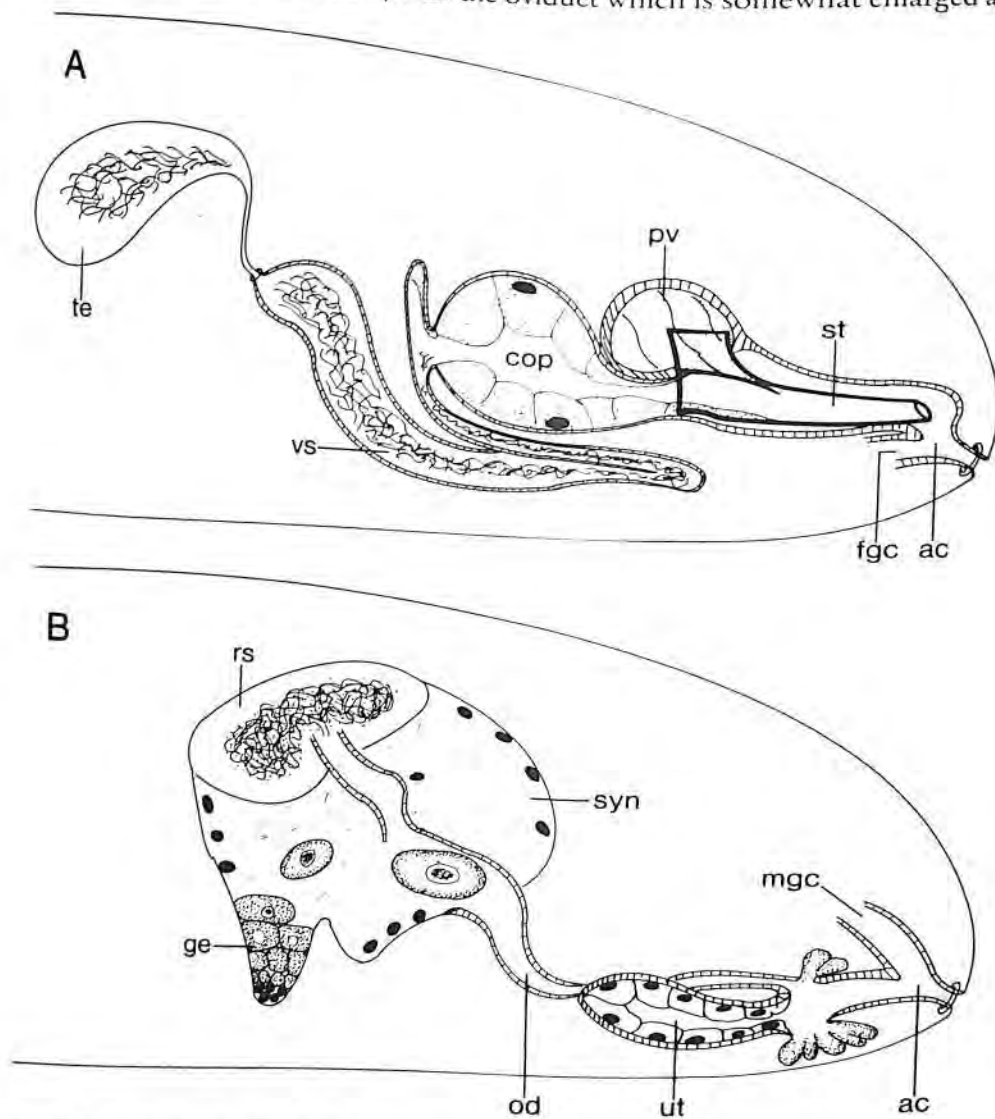 the oviduct which is somewhat enlarged a
A
pv
st
te
cop
vs
fgc ac
B
rs
syn
mgc
ge
od ut ac